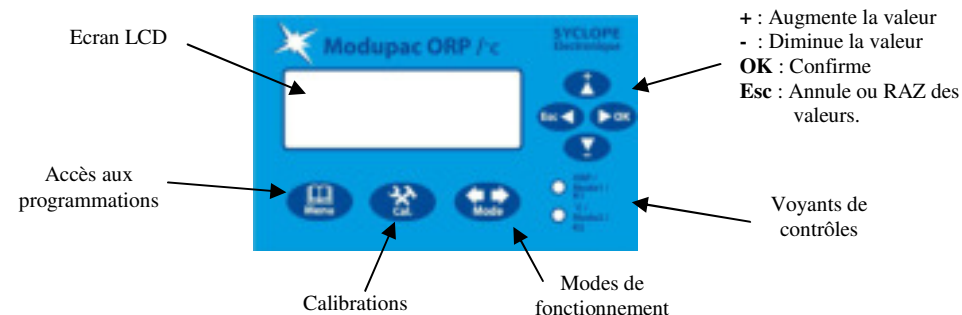 Ecran LCD
Modupac ORP
SYCLOPE
Electronique
+ : Augmente la valeur
- : Diminue la valeur
OK : Confirme
Esc : Annule ou RAZ des
valeurs.
+
Esc
OK
-
Accès aux
programmations
Menu
Cal.
Mode
Voyants de
contrôles
Calibrations
Modes de
fonctionnement